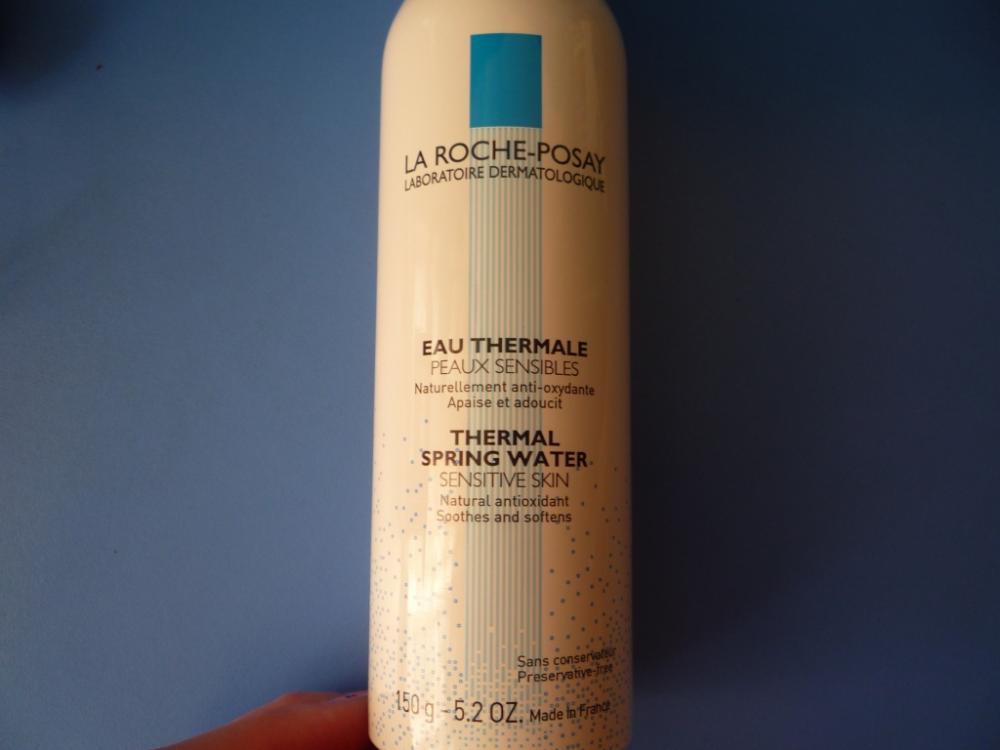 LA ROCHE-POSAY
LABORATOIRE DERMATOLOGIQUE
EAU THERMALE
PEAUX SENSIBLES
Naturellement anti-oxydante
Apaise et adoucit
THERMAL
SPRING WATER
SENSITIVE SKIN
Natural antioxidant
Soothes and softens
Sans conservateur
Preservative-free
150 g - 5.2 OZ. Made in France